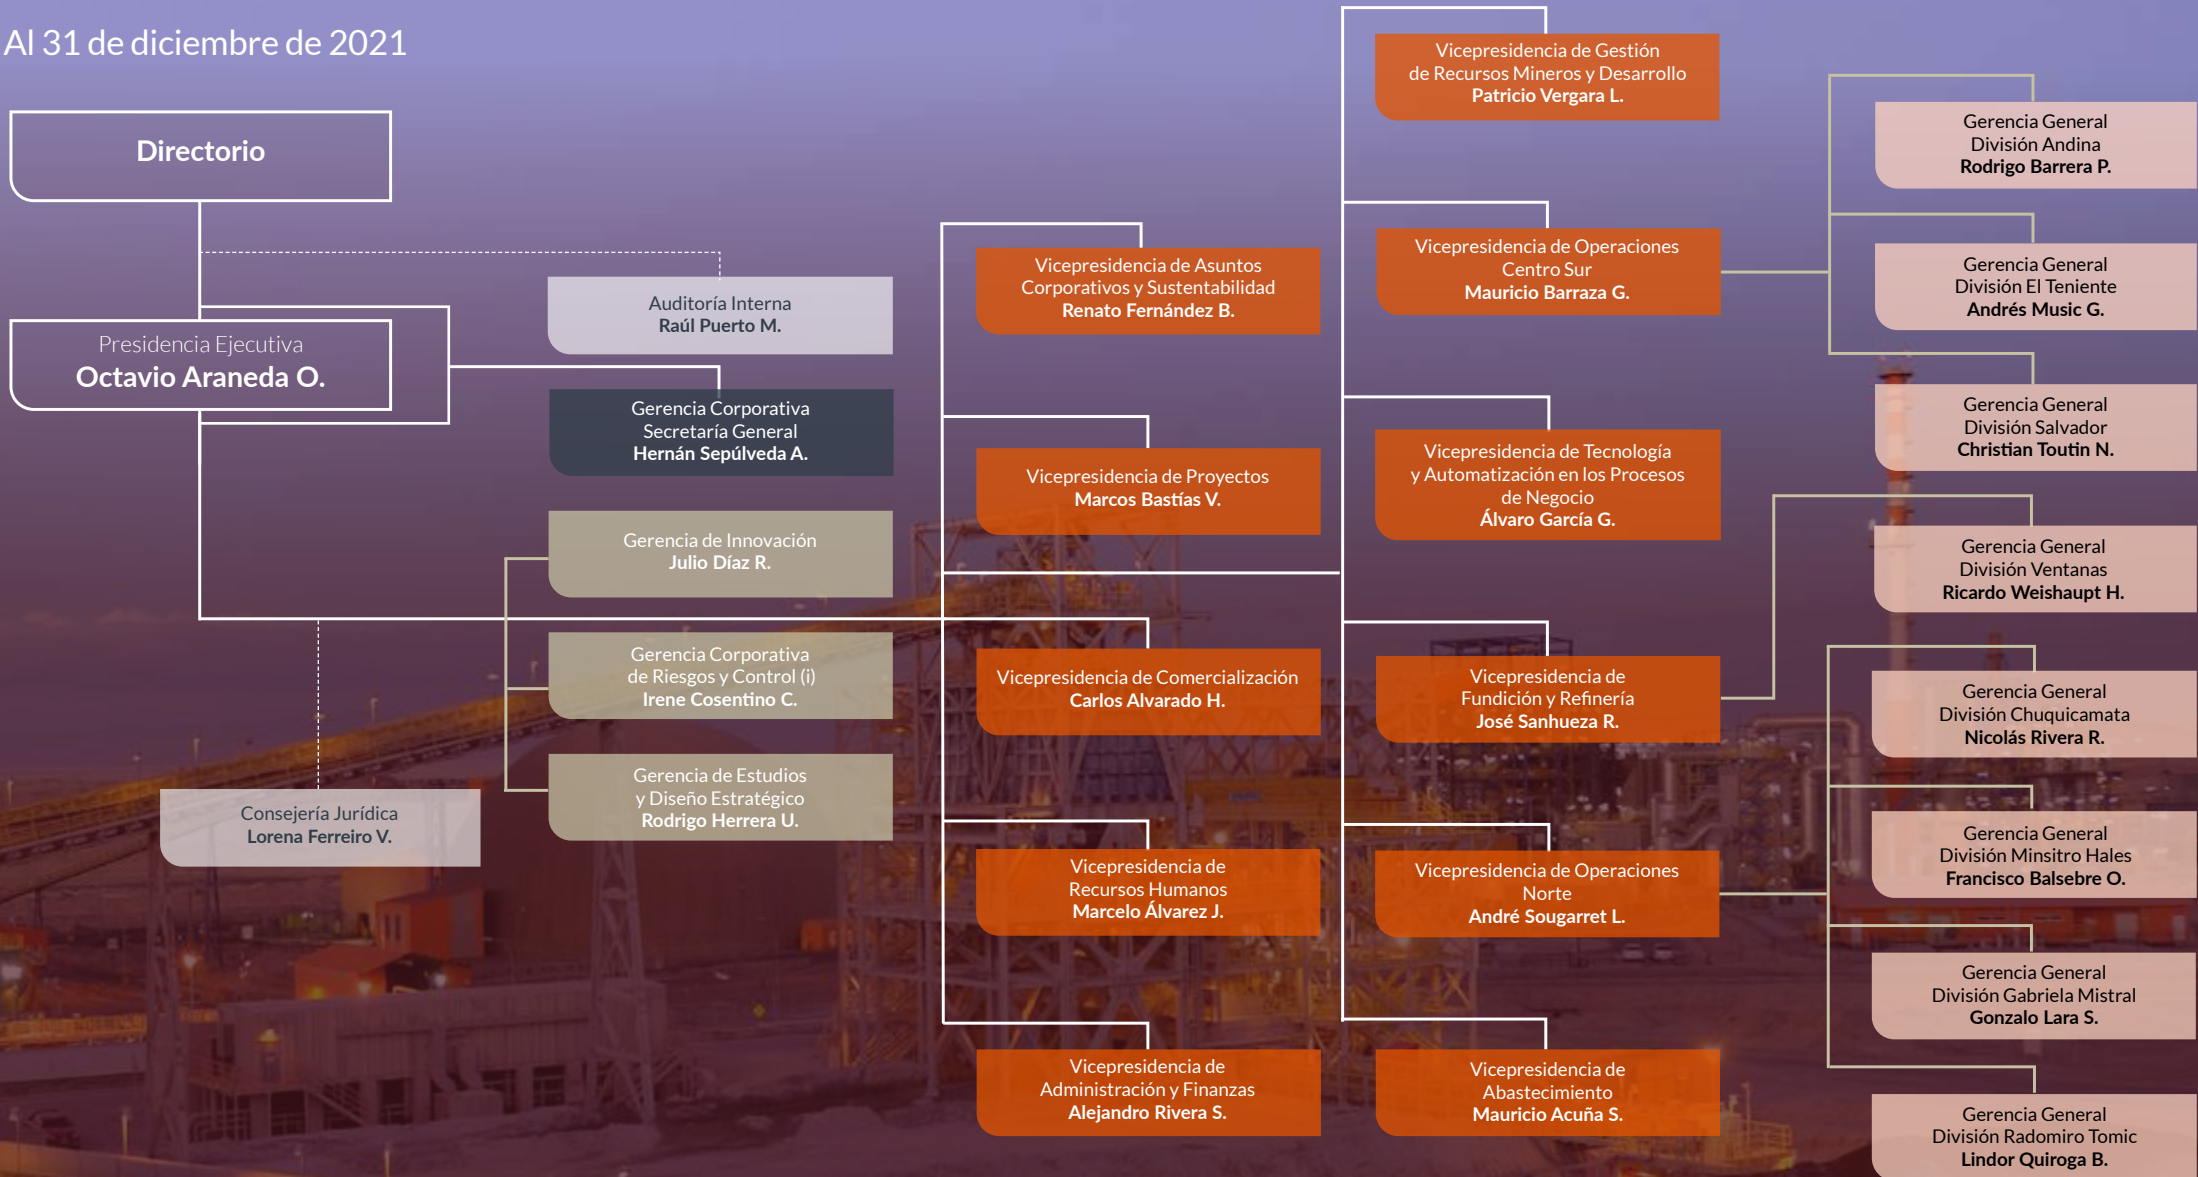 Al 31 de diciembre de 2021
Directorio
Presidencia Ejecutiva
Octavio Araneda O.
Auditoría Interna
Raúl Puerto M.
Gerencia Corporativa
Secretaría General
Hernán Sepúlveda A.
Gerencia de Innovación
Julio Díaz R.
Gerencia Corporativa
de Riesgos y Control (i)
Irene Cosentino C.
Gerencia de Estudios
y Diseño Estratégico
Rodrigo Herrera U.
Consejería Jurídica
Lorena Ferreiro V.
Vicepresidencia de Asuntos
Corporativos y Sustentabilidad
Renato Fernández B.
Vicepresidencia de Proyectos
Marcos Bastías V.
Vicepresidencia de Comercialización
Carlos Alvarado H.
Vicepresidencia de
Recursos Humanos
Marcelo Álvarez J.
Vicepresidencia de
Administración y Finanzas
Alejandro Rivera S.
Vicepresidencia de Gestión
de Recursos Mineros y Desarrollo
Patricio Vergara L.
Vicepresidencia de Operaciones
Centro Sur
Mauricio Barraza G.
Vicepresidencia de Tecnología
y Automatización en los Procesos
de Negocio
Álvaro García G.
Vicepresidencia de
Fundición y Refinería
José Sanhueza R.
Vicepresidencia de Operaciones
Norte
André Sougarret L.
Vicepresidencia de
Abastecimiento
Mauricio Acuña S.
Gerencia General
División Andina
Rodrigo Barrera P.
Gerencia General
División El Teniente
Andrés Music G.
Gerencia General
División Salvador
Christian Toutin N.
Gerencia General
División Ventanas
Ricardo Weishaupt H.
Gerencia General
División Chuquicamata
Nicolás Rivera R.
Gerencia General
División Minsitro Hales
Francisco Balsebre O.
Gerencia General
División Gabriela Mistral
Gonzalo Lara S.
Gerencia General
División Radomiro Tomic
Lindor Quiroga B.